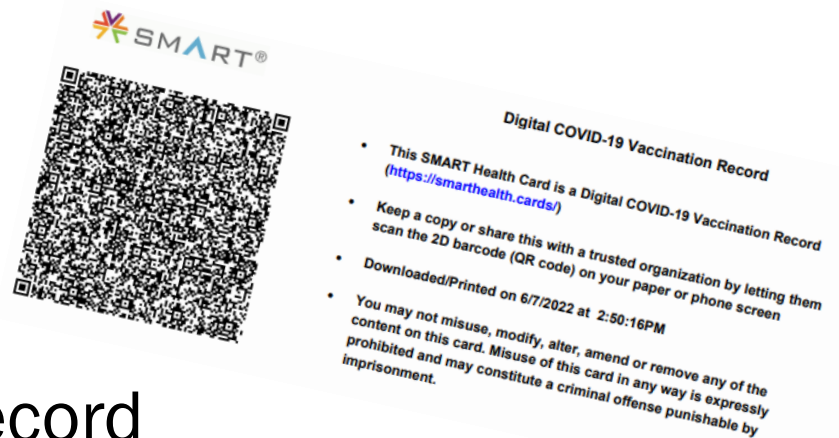 SMART®
Digital COVID-19 Vaccination Record
• This SMART Health Card is a Digital COVID-19 Vaccination Record
(https://smarthealth.cards/)
• Keep a copy or share this with a trusted organization by letting them
scan the 2D barcode (QR code) on your paper or phone screen
• Downloaded/Printed on 6/7/2022 at 2:50:16PM
• You may not misuse, modify, alter, amend or remove any of the
content on this card. Misuse of this card in any way is expressly
prohibited and may constitute a criminal offense punishable by
imprisonment.